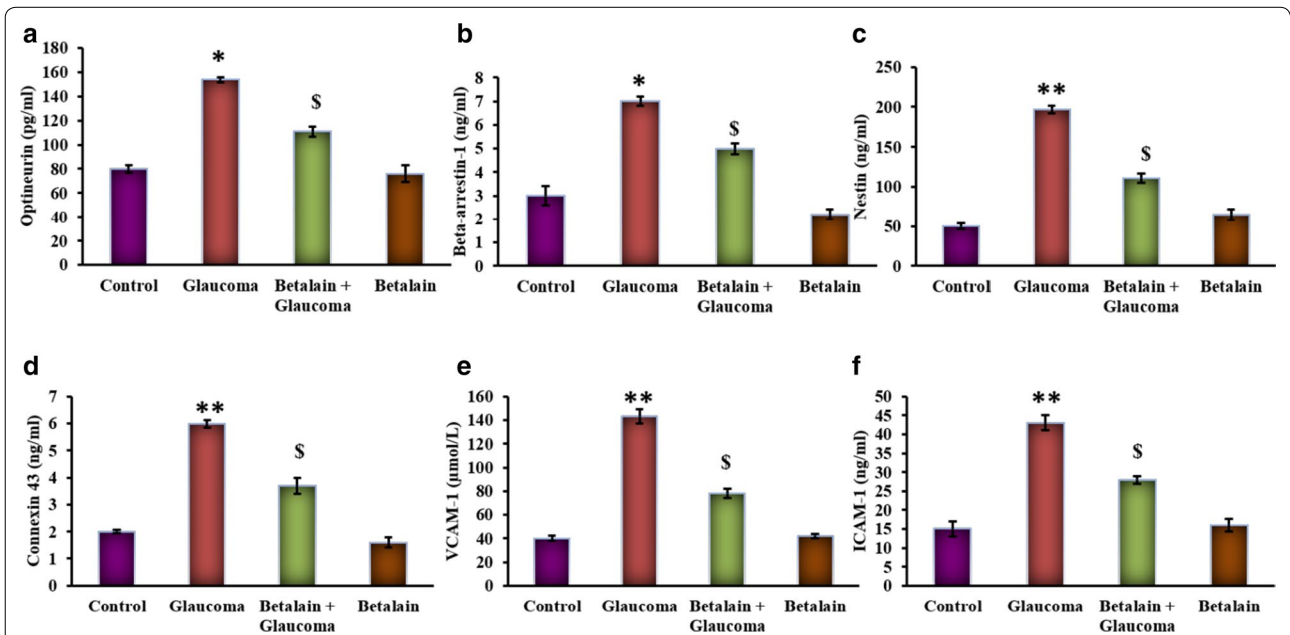 a
Optineurin (pg/ml)
180
160
140
120
100
80
60
40
20
0
*
$
Control
Glaucoma
Betalain +
Glaucoma
Betalain
b
Beta-arrestin-1 (ng/ml)
8
7
6
5
4
3
2
1
0
*
$
Control
Glaucoma
Betalain +
Glaucoma
Betalain
c
Nestin (ng/ml)
250
200
150
100
50
0
**
$
Control
Glaucoma
Betalain +
Glaucoma
Betalain
d
Connexin 43 (ng/ml)
7
6
5
4
3
2
1
0
**
$
Control
Glaucoma
Betalain +
Glaucoma
Betalain
e
VCAM-1 (µmol/L)
160
140
120
100
80
60
40
20
0
**
$
Control
Glaucoma
Betalain +
Glaucoma
Betalain
f
ICAM-1 (ng/ml)
50
45
40
35
30
25
20
15
10
5
0
**
$
Control
Glaucoma
Betalain +
Glaucoma
Betalain